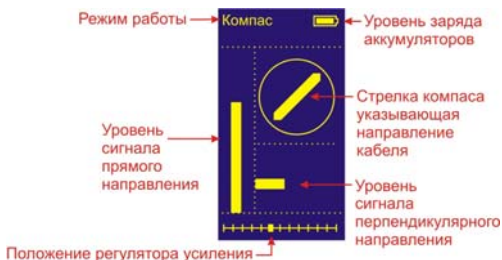 Режим работы
Компас
Уровень заряда
аккумуляторов
Стрелка компаса
указывающая
направление
кабеля
Уровень
сигнала
прямого
направления
Уровень
сигнала
перпендикулярного
направления
Положение регулятора усиления